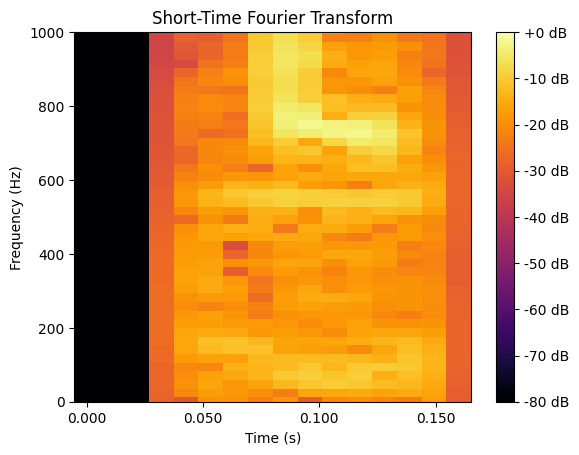 Short-Time Fourier Transform
1000
800
600
400
200
0
Frequency (Hz)
0.000
0.050
0.100
0.150
Time (s)
+0 dB
-10 dB
-20 dB
-30 dB
-40 dB
-50 dB
-60 dB
-70 dB
-80 dB